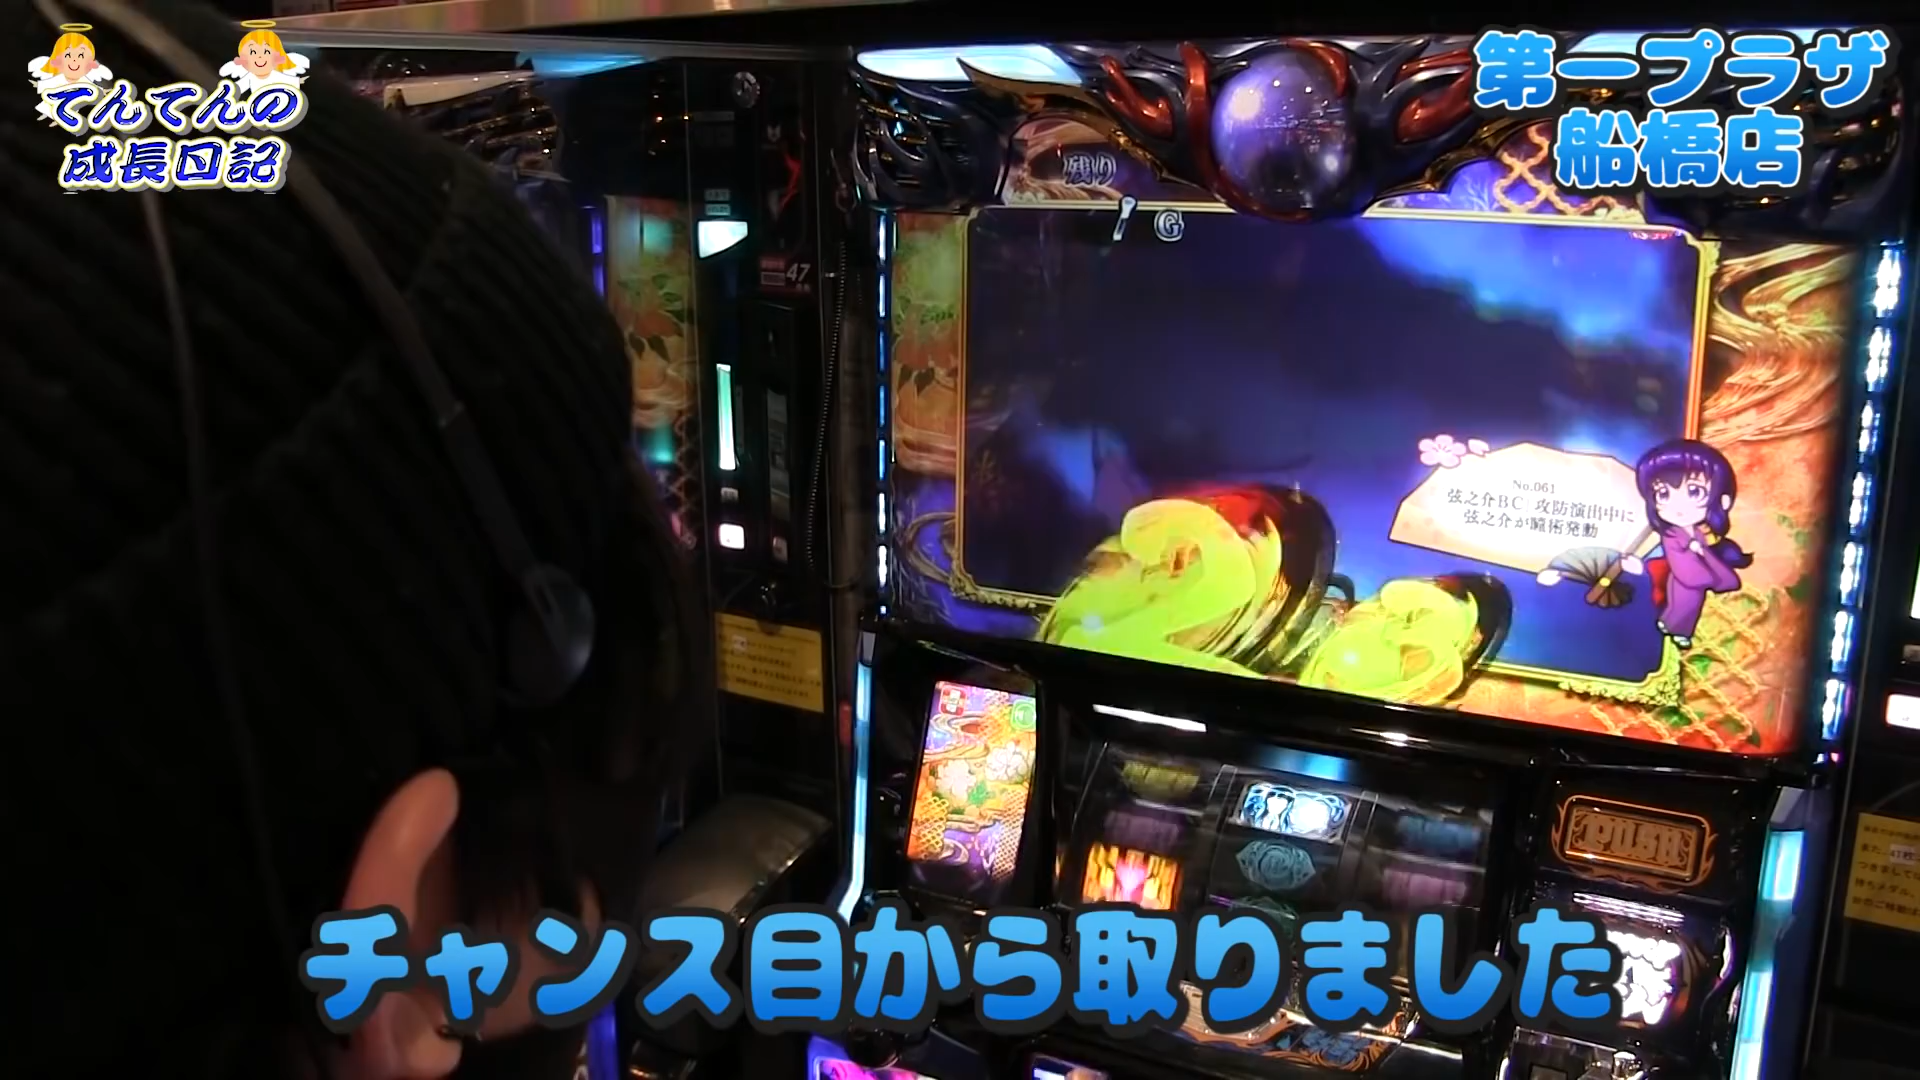 てんてんの
成長日記
第一プラザ
船橋店
残り
1 G
47
No.061
弦之介BC 攻防演出中に
弦之介が瞳術発動
PUSH
チャンス目から取りました